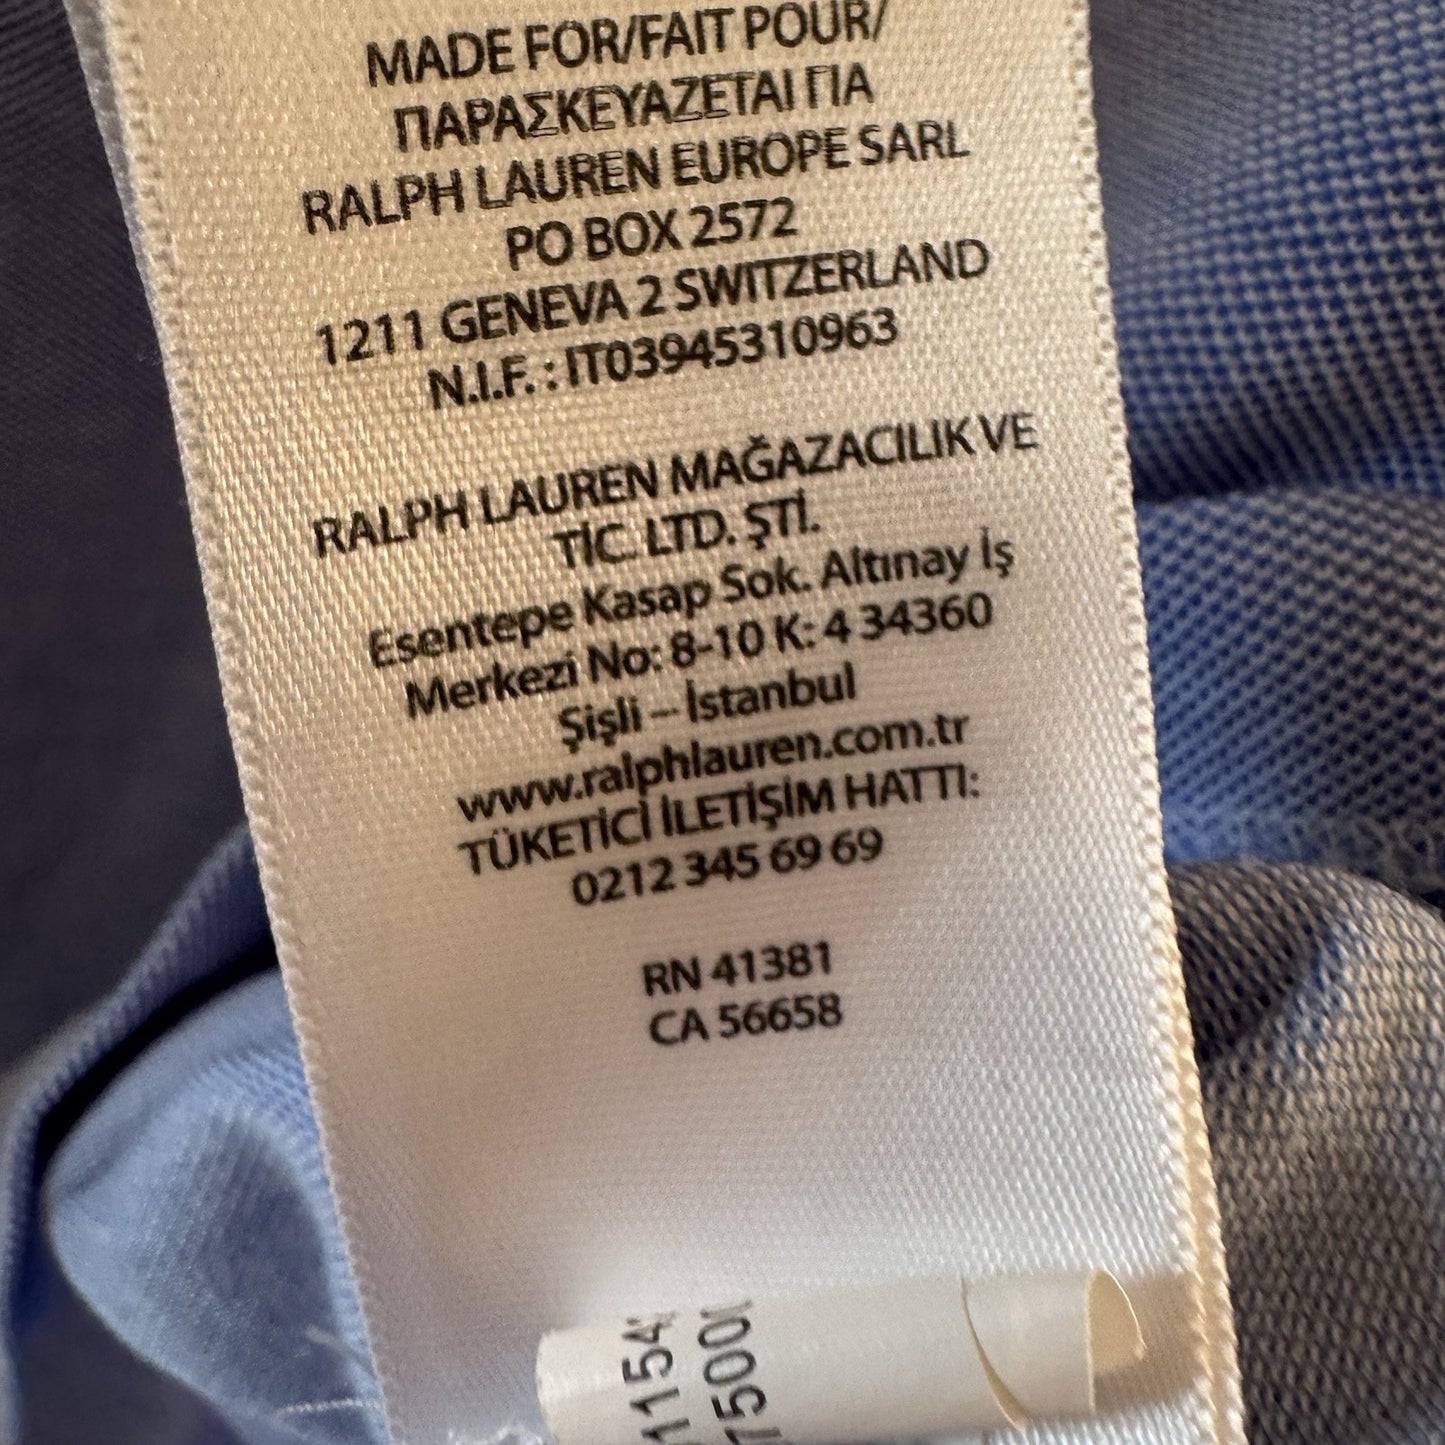 MADE FOR/FAIT POUR/
ΠΑΡΑΣΚΕΥΑΖΕΤΑΙ ΓΙΑ
RALPH LAUREN EUROPE SARL
PO BOX 2572
1211 GENEVA 2 SWITZERLAND
N.I.F. : IT03945310963
RALPH LAUREN MAĞAZACILIK VE
TİC. LTD. ŞTİ.
Esentepe Kasap Sok. Altınay İş
Merkezi No: 8-10 K: 4 34360
Şişli – İstanbul
www.ralphlauren.com.tr
TÜKETİCİ İLETİŞİM HATTI:
0212 345 69 69
RN 41381
CA 56658